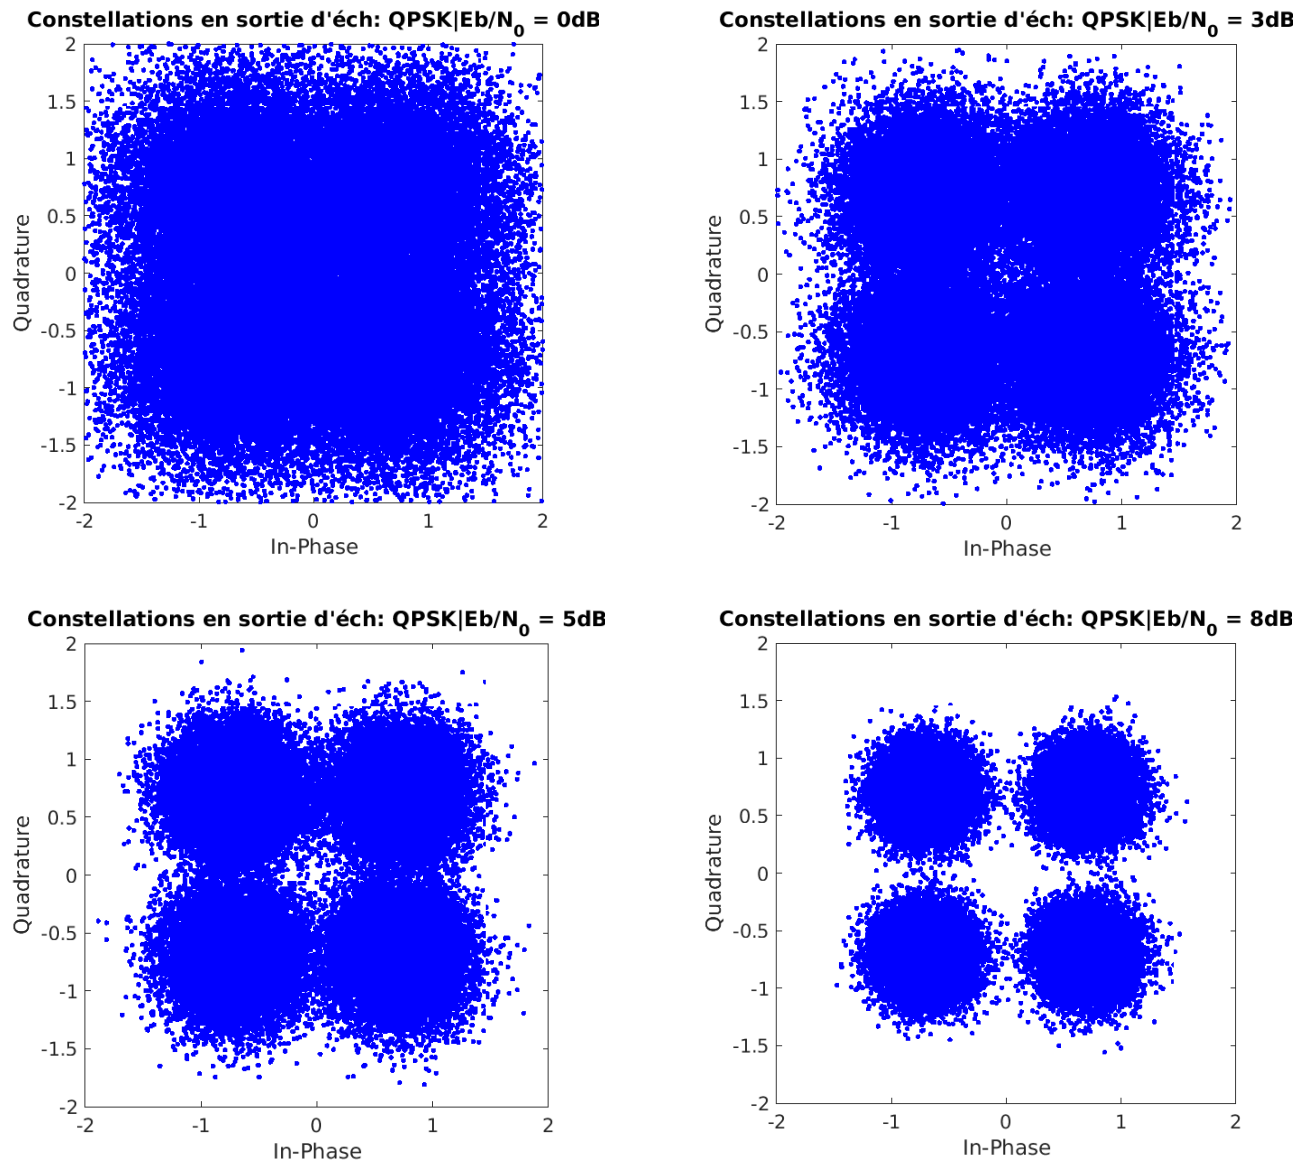 Constellations en sortie d'éch: QPSK|Eb/N0 = 0dB
2
1.5
1
0.5
0
-0.5
-1
-1.5
-2
Quadrature
-2 -1 0 1 2
In-Phase
Constellations en sortie d'éch: QPSK|Eb/N0 = 3dB
2
1.5
1
0.5
0
-0.5
-1
-1.5
-2
Quadrature
-2 -1 0 1 2
In-Phase
Constellations en sortie d'éch: QPSK|Eb/N0 = 5dB
2
1.5
1
0.5
0
-0.5
-1
-1.5
-2
Quadrature
-2 -1 0 1 2
In-Phase
Constellations en sortie d'éch: QPSK|Eb/N0 = 8dB
2
1.5
1
0.5
0
-0.5
-1
-1.5
-2
Quadrature
-2 -1 0 1 2
In-Phase